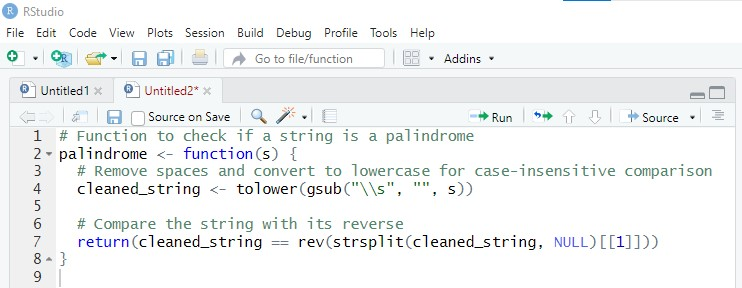 RStudio
File Edit Code View Plots Session Build Debug Profile Tools Help
Go to file/function Addins
Untitled1 Untitled2*
Source on Save Run Source
1 # Function to check if a string is a palindrome
2 palindrome <- function(s) {
3   # Remove spaces and convert to lowercase for case-insensitive comparison
4   cleaned_string <- tolower(gsub("\\s", "", s))
5
6   # Compare the string with its reverse
7   return(cleaned_string == rev(strsplit(cleaned_string, NULL)[[1]]))
8 }
9